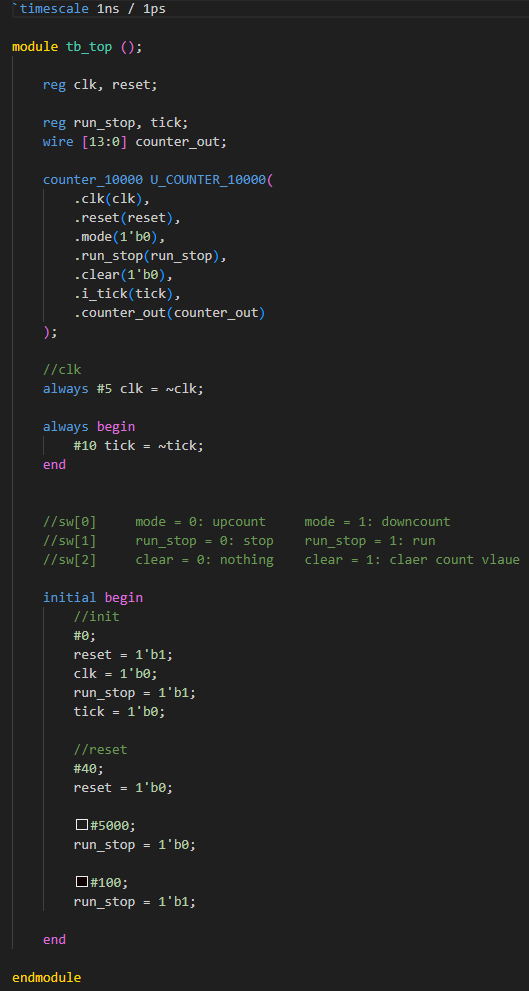 `timescale 1ns / 1ps
module tb_top ();
reg clk, reset;
reg run_stop, tick;
wire [13:0] counter_out;
counter_10000 U_COUNTER_10000(
.clk(clk),
.reset(reset),
.mode(1'b0),
.run_stop(run_stop),
.clear(1'b0),
.i_tick(tick),
.counter_out(counter_out)
);
//clk
always #5 clk = ~clk;
always begin
#10 tick = ~tick;
end
//sw[0]     mode = 0: upcount     mode = 1: downcount
//sw[1]     run_stop = 0: stop    run_stop = 1: run
//sw[2]     clear = 0: nothing    clear = 1: claer count vlaue
initial begin
//init
#0;
reset = 1'b1;
clk = 1'b0;
run_stop = 1'b1;
tick = 1'b0;
//reset
#40;
reset = 1'b0;
#5000;
run_stop = 1'b0;
#100;
run_stop = 1'b1;
end
endmodule